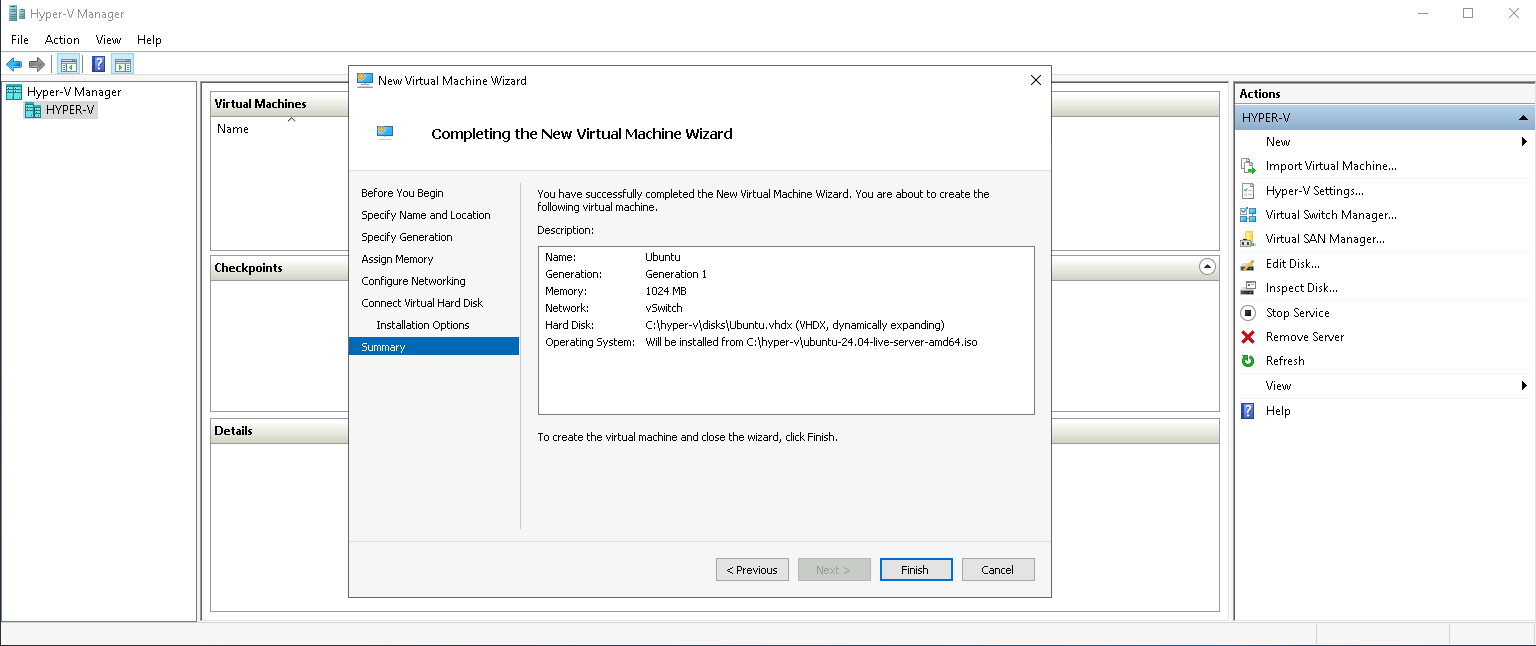 Hyper-V Manager
File Action View Help
Hyper-V Manager
HYPER-V
Virtual Machines
Name
Checkpoints
Details
New Virtual Machine Wizard
Completing the New Virtual Machine Wizard
Before You Begin
Specify Name and Location
Specify Generation
Assign Memory
Configure Networking
Connect Virtual Hard Disk
Installation Options
Summary
You have successfully completed the New Virtual Machine Wizard. You are about to create the
following virtual machine.
Description:
Name: Ubuntu
Generation: Generation 1
Memory: 1024 MB
Network: vSwitch
Hard Disk: C:\hyper-v\disks\Ubuntu.vhdx (VHDX, dynamically expanding)
Operating System: Will be installed from C:\hyper-v\ubuntu-24.04-live-server-amd64.iso
To create the virtual machine and close the wizard, click Finish.
< Previous Next > Finish Cancel
Actions
HYPER-V
New
Import Virtual Machine...
Hyper-V Settings...
Virtual Switch Manager...
Virtual SAN Manager...
Edit Disk...
Inspect Disk...
Stop Service
Remove Server
Refresh
View
Help